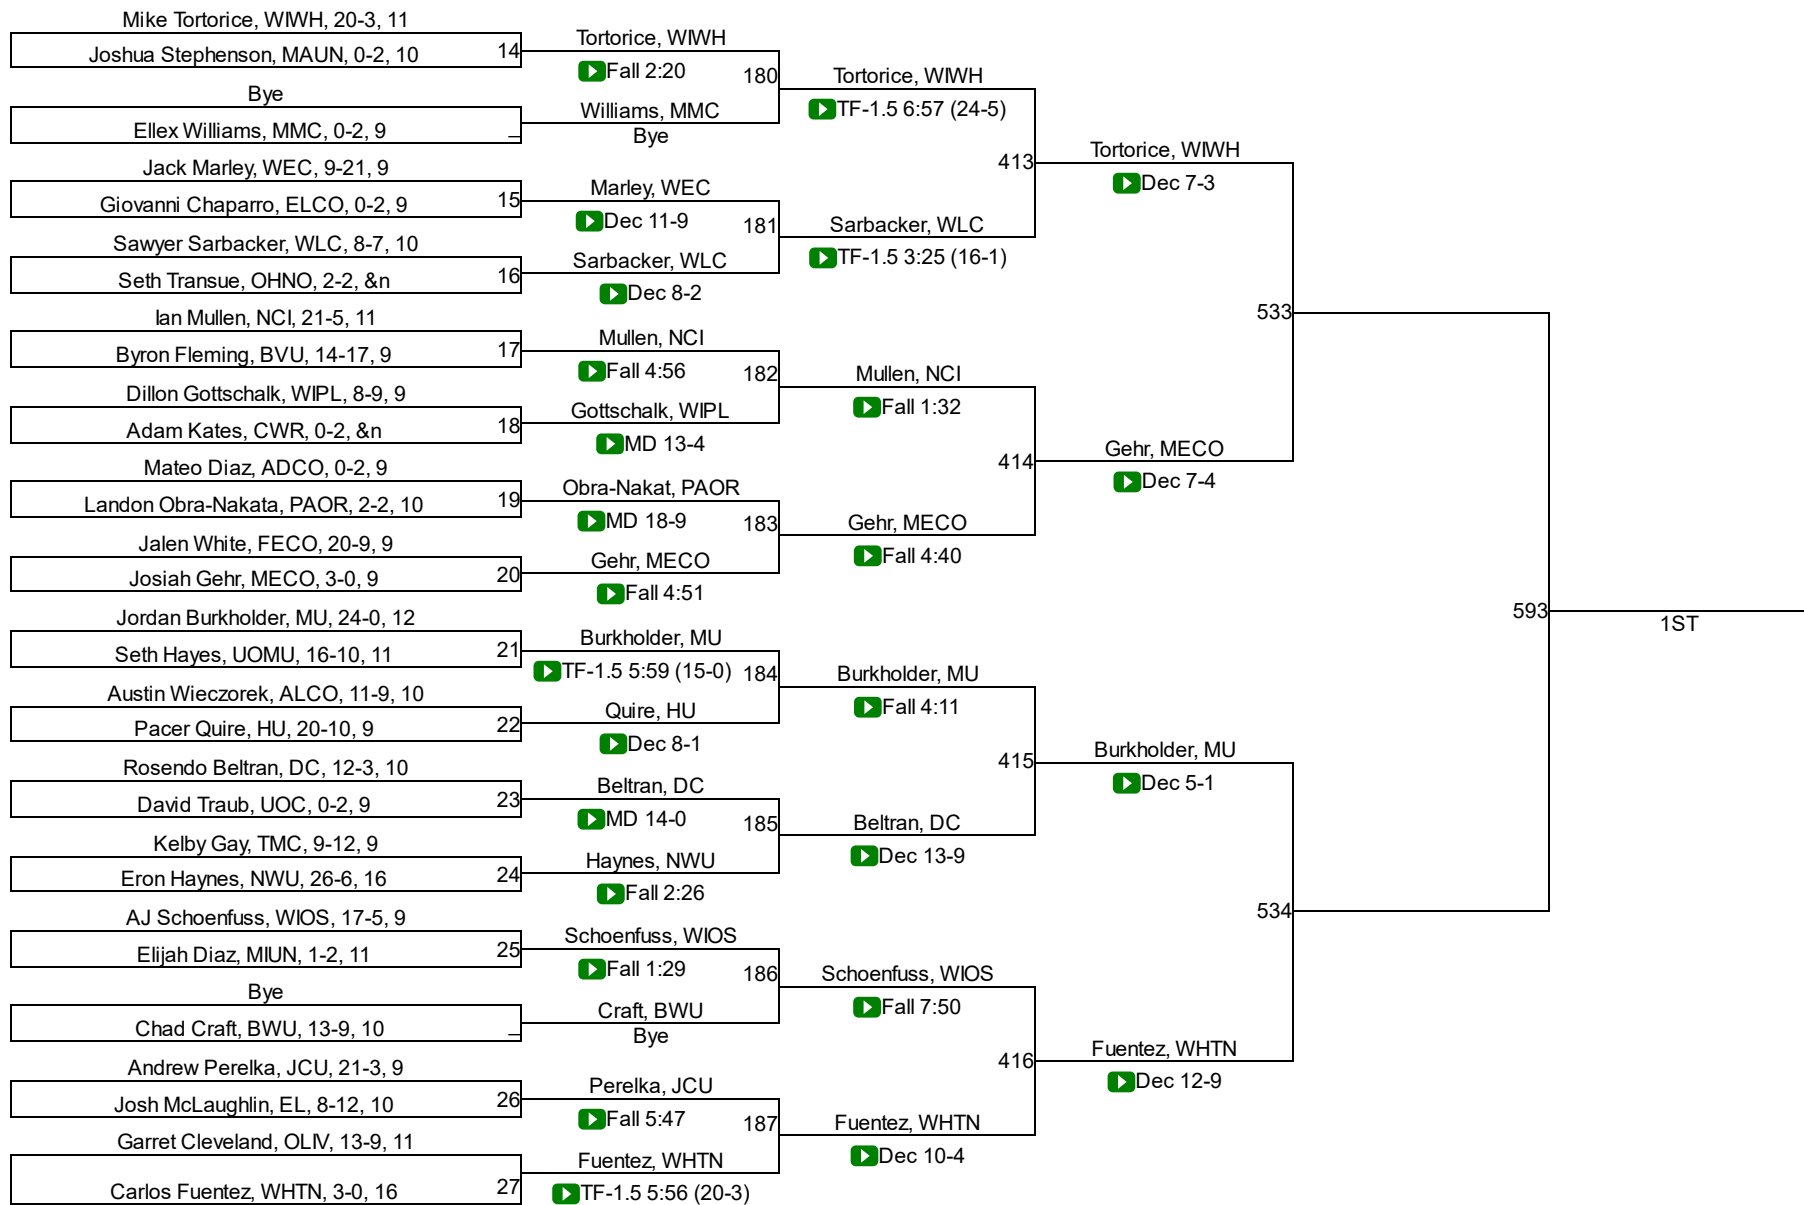 Mike Tortorice, WIWH, 20-3, 11
Joshua Stephenson, MAUN, 0-2, 10
14
Bye
Ellex Williams, MMC, 0-2, 9
_
Jack Marley, WEC, 9-21, 9
Giovanni Chaparro, ELCO, 0-2, 9
15
Sawyer Sarbacker, WLC, 8-7, 10
Seth Transue, OHNO, 2-2, &n
16
Ian Mullen, NCI, 21-5, 11
Byron Fleming, BVU, 14-17, 9
17
Dillon Gottschalk, WIPL, 8-9, 9
Adam Kates, CWR, 0-2, &n
18
Mateo Diaz, ADCO, 0-2, 9
Landon Obra-Nakata, PAOR, 2-2, 10
19
Jalen White, FECO, 20-9, 9
Josiah Gehr, MECO, 3-0, 9
20
Jordan Burkholder, MU, 24-0, 12
Seth Hayes, UOMU, 16-10, 11
21
Austin Wieczorek, ALCO, 11-9, 10
Pacer Quire, HU, 20-10, 9
22
Rosendo Beltran, DC, 12-3, 10
David Traub, UOC, 0-2, 9
23
Kelby Gay, TMC, 9-12, 9
Eron Haynes, NWU, 26-6, 16
24
AJ Schoenfuss, WIOS, 17-5, 9
Elijah Diaz, MIUN, 1-2, 11
25
Bye
Chad Craft, BWU, 13-9, 10
_
Andrew Perelka, JCU, 21-3, 9
Josh McLaughlin, EL, 8-12, 10
26
Garret Cleveland, OLIV, 13-9, 11
Carlos Fuentez, WHTN, 3-0, 16
27
Tortorice, WIWH
Fall 2:20
180
Williams, MMC
Bye
Marley, WEC
Dec 11-9
181
Sarbacker, WLC
Dec 8-2
Mullen, NCI
Fall 4:56
182
Gottschalk, WIPL
MD 13-4
Obra-Nakat, PAOR
MD 18-9
183
Gehr, MECO
Fall 4:51
Burkholder, MU
TF-1.5 5:59 (15-0)
184
Quire, HU
Dec 8-1
Beltran, DC
MD 14-0
185
Haynes, NWU
Fall 2:26
Schoenfuss, WIOS
Fall 1:29
186
Craft, BWU
Bye
Perelka, JCU
Fall 5:47
187
Fuentez, WHTN
TF-1.5 5:56 (20-3)
Tortorice, WIWH
TF-1.5 6:57 (24-5)
413
Sarbacker, WLC
TF-1.5 3:25 (16-1)
Mullen, NCI
Fall 1:32
414
Gehr, MECO
Fall 4:40
Burkholder, MU
Fall 4:11
415
Beltran, DC
Dec 13-9
Schoenfuss, WIOS
Fall 7:50
416
Fuentez, WHTN
Dec 10-4
Tortorice, WIWH
Dec 7-3
533
Gehr, MECO
Dec 7-4
Burkholder, MU
Dec 5-1
534
Fuentez, WHTN
Dec 12-9
593
1ST